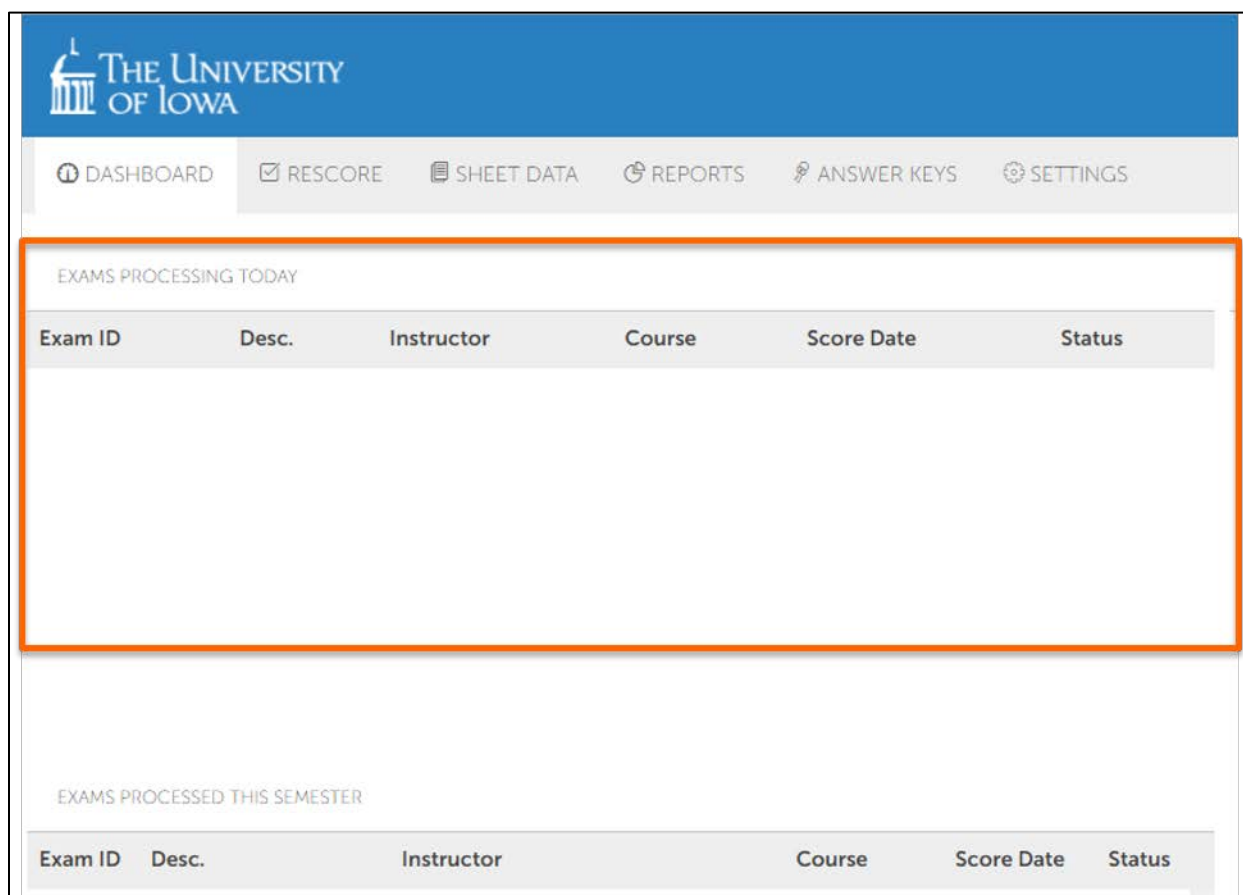 THE UNIVERSITY
OF IOWA
DASHBOARD RESCORE SHEET DATA REPORTS ANSWER KEYS SETTINGS
EXAMS PROCESSING TODAY
Exam ID Desc. Instructor Course Score Date Status
EXAMS PROCESSED THIS SEMESTER
Exam ID Desc. Instructor Course Score Date Status